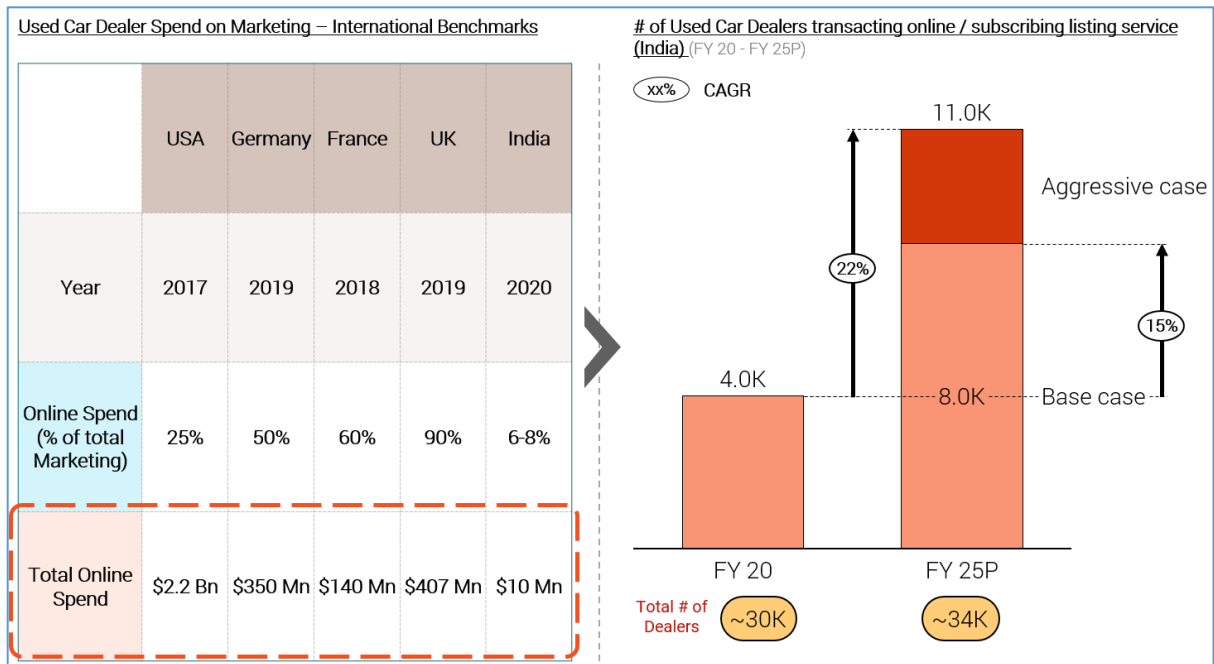 Used Car Dealer Spend on Marketing – International Benchmarks
USA Germany France UK India
Year 2017 2019 2018 2019 2020
Online Spend
(% of total
Marketing)
25% 50% 60% 90% 6-8%
Total Online
Spend
$2.2 Bn $350 Mn $140 Mn $407 Mn $10 Mn
# of Used Car Dealers transacting online / subscribing listing service
(India) (FY 20 - FY 25P)
xx% CAGR
11.0K
Aggressive case
22%
15%
4.0K
8.0K
Base case
FY 20 FY 25P
Total # of
Dealers
~30K ~34K